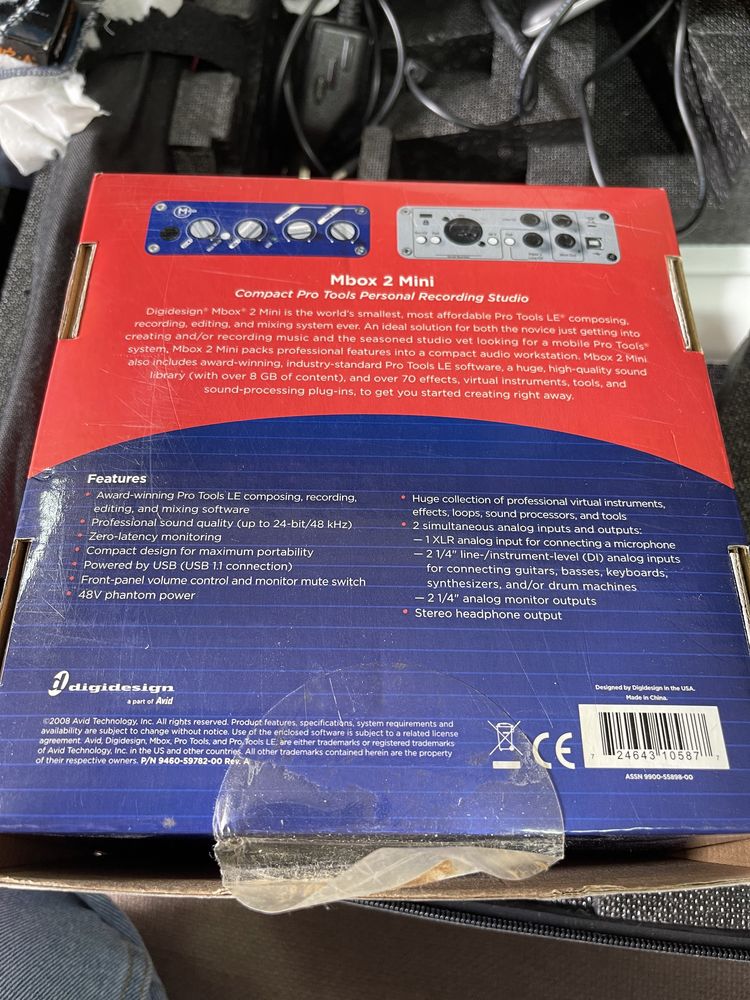 Mbox 2 Mini
Compact Pro Tools Personal Recording Studio
Digidesign® Mbox® 2 Mini is the world's smallest, most affordable Pro Tools LE® composing,
recording, editing, and mixing system ever. An ideal solution for both the novice just getting into
creating and/or recording music and the seasoned studio vet looking for a mobile Pro Tools®
system, Mbox 2 Mini packs professional features into a compact audio workstation. Mbox 2 Mini
also includes award-winning, industry-standard Pro Tools LE software, a huge, high-quality sound
library (with over 8 GB of content), and over 70 effects, virtual instruments, tools, and
sound-processing plug-ins, to get you started creating right away.
Features
• Award-winning Pro Tools LE composing, recording,
editing, and mixing software
• Professional sound quality (up to 24-bit/48 kHz)
• Zero-latency monitoring
• Compact design for maximum portability
• Powered by USB (USB 1.1 connection)
• Front-panel volume control and monitor mute switch
• 48V phantom power
• Huge collection of professional virtual instruments,
effects, loops, sound processors, and tools
• 2 simultaneous analog inputs and outputs:
— 1 XLR analog input for connecting a microphone
— 2 1/4" line-/instrument-level (DI) analog inputs
for connecting guitars, basses, keyboards,
synthesizers, and/or drum machines
— 2 1/4" analog monitor outputs
• Stereo headphone output
digidesign
a part of Avid
©2008 Avid Technology, Inc. All rights reserved. Product features, specifications, system requirements and
availability are subject to change without notice. Use of the enclosed software is subject to a related license
agreement. Avid, Digidesign, Mbox, Pro Tools, and Pro Tools LE, are either trademarks or registered trademarks
of Avid Technology, Inc. in the US and other countries. All other trademarks contained herein are the property
of their respective owners. P/N 9460-59782-00 Rev. A
CE
Designed by Digidesign in the USA.
Made in China.
7 24643 10587 7
ASSN 9900-55898-00